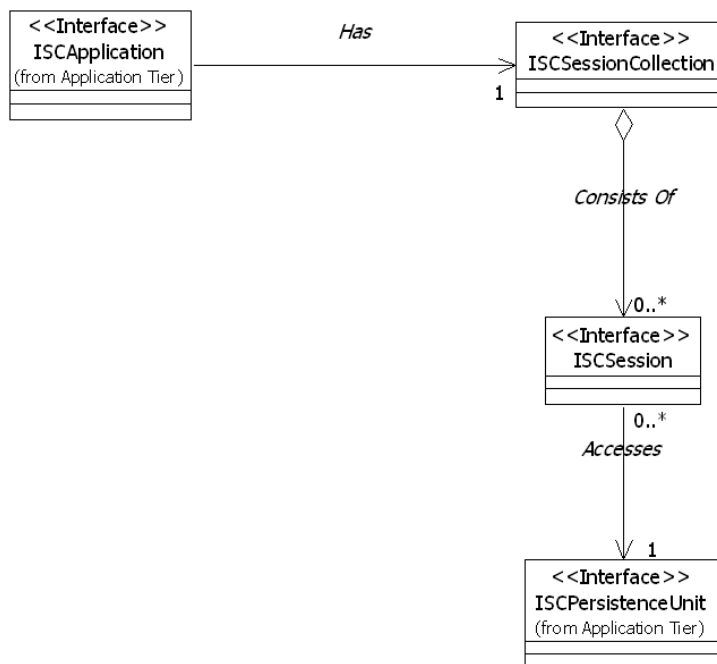 <<Interface>>
ISCApplication
(from Application Tier)
Has
1
<<Interface>>
ISCSessionCollection
Consists Of
0..*
<<Interface>>
ISCSession
0..*
Accesses
1
<<Interface>>
ISCPersistenceUnit
(from Application Tier)